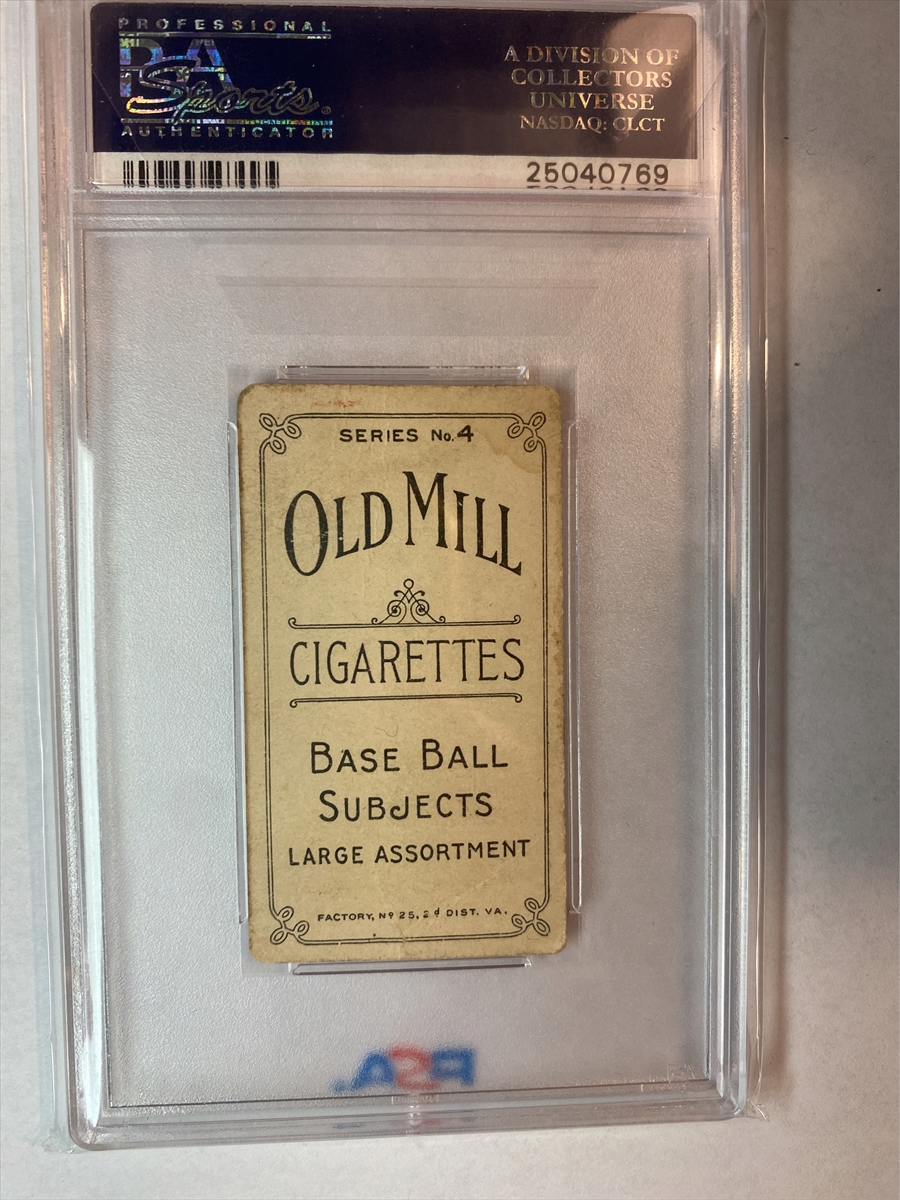 PROFESSIONAL
PSA
Sports
AUTHENTICATOR
A DIVISION OF
COLLECTORS
UNIVERSE
NASDAQ: CLCT
25040769
SERIES No. 4
OLD MILL
CIGARETTES
BASE BALL
SUBJECTS
LARGE ASSORTMENT
FACTORY, Nº 25, 2d DIST. VA.
PSA